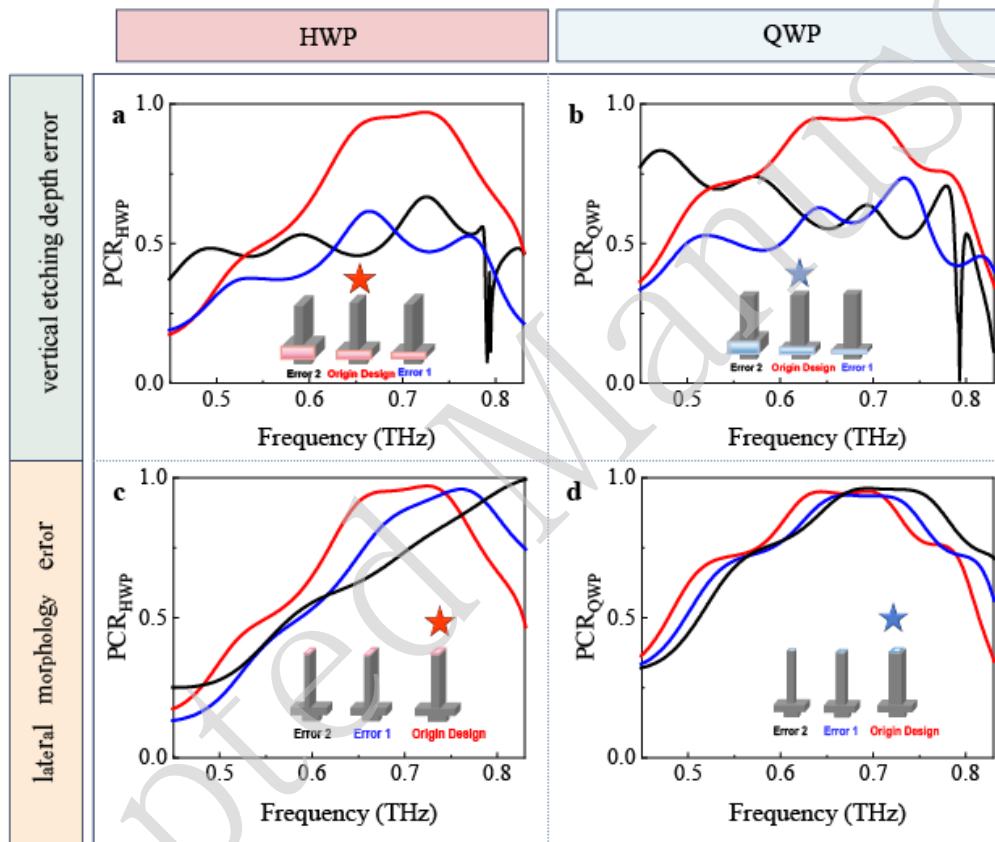 HWP
QWP
vertical etching depth error
lateral morphology error
a
1.0
0.5
0.0
PCR_HWP
0.5 0.6 0.7 0.8
Frequency (THz)
Error 2 Origin Design Error 1
b
1.0
0.5
0.0
PCR_QWP
0.5 0.6 0.7 0.8
Frequency (THz)
Error 2 Origin Design Error 1
c
1.0
0.5
0.0
PCR_HWP
0.5 0.6 0.7 0.8
Frequency (THz)
Error 2 Error 1 Origin Design
d
1.0
0.5
0.0
PCR_QWP
0.5 0.6 0.7 0.8
Frequency (THz)
Error 2 Error 1 Origin Design
pted Manusc